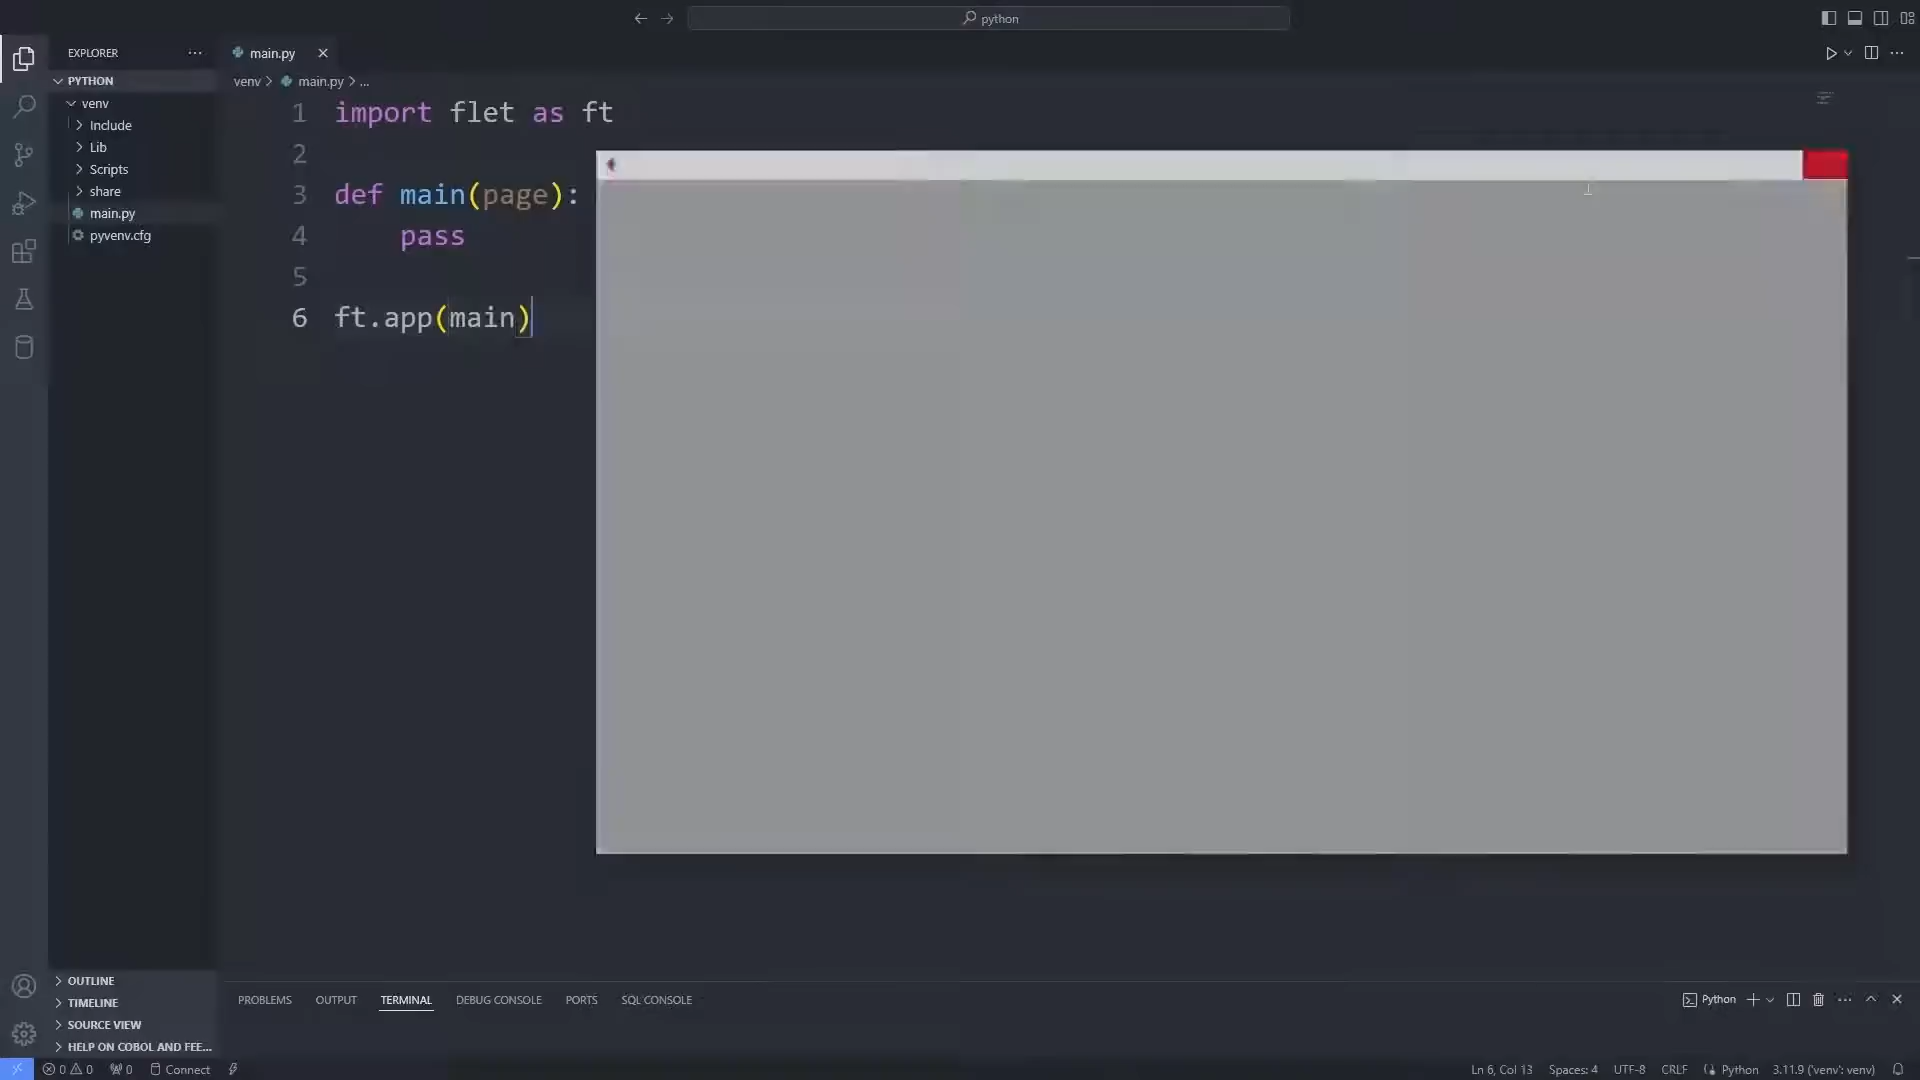 python
EXPLORER
main.py
PYTHON
venv > main.py > ...
venv
Include
Lib
Scripts
share
main.py
pyvenv.cfg
1 import flet as ft
2
3 def main(page):
4     pass
5
6 ft.app(main)
OUTLINE
TIMELINE
SOURCE VIEW
HELP ON COBOL AND FEE...
PROBLEMS OUTPUT TERMINAL DEBUG CONSOLE PORTS SQL CONSOLE
Python
0 0 0 Connect
Ln 6, Col 13 Spaces: 4 UTF-8 CRLF Python 3.11.9 ('venv': venv)